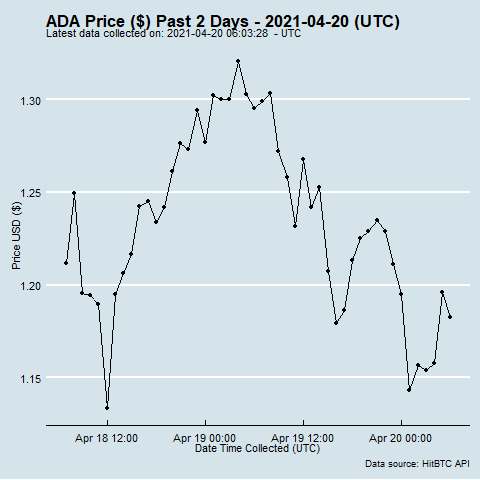 ADA Price ($) Past 2 Days - 2021-04-20 (UTC)
Latest data collected on: 2021-04-20 06:03:28 - UTC
Price USD ($)
1.30
1.25
1.20
1.15
Apr 18 12:00
Apr 19 00:00
Apr 19 12:00
Apr 20 00:00
Date Time Collected (UTC)
Data source: HitBTC API